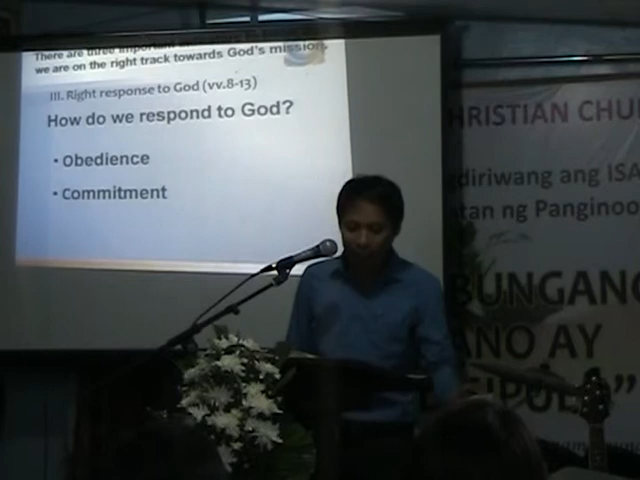 There are three important
we are on the right track towards God's mission.
III. Right response to God (vv.8-13)
How do we respond to God?
• Obedience
• Commitment
HRISTIAN CHU
diriwang ang ISA
tan ng Panginoo
BUNGANG
ANO AY